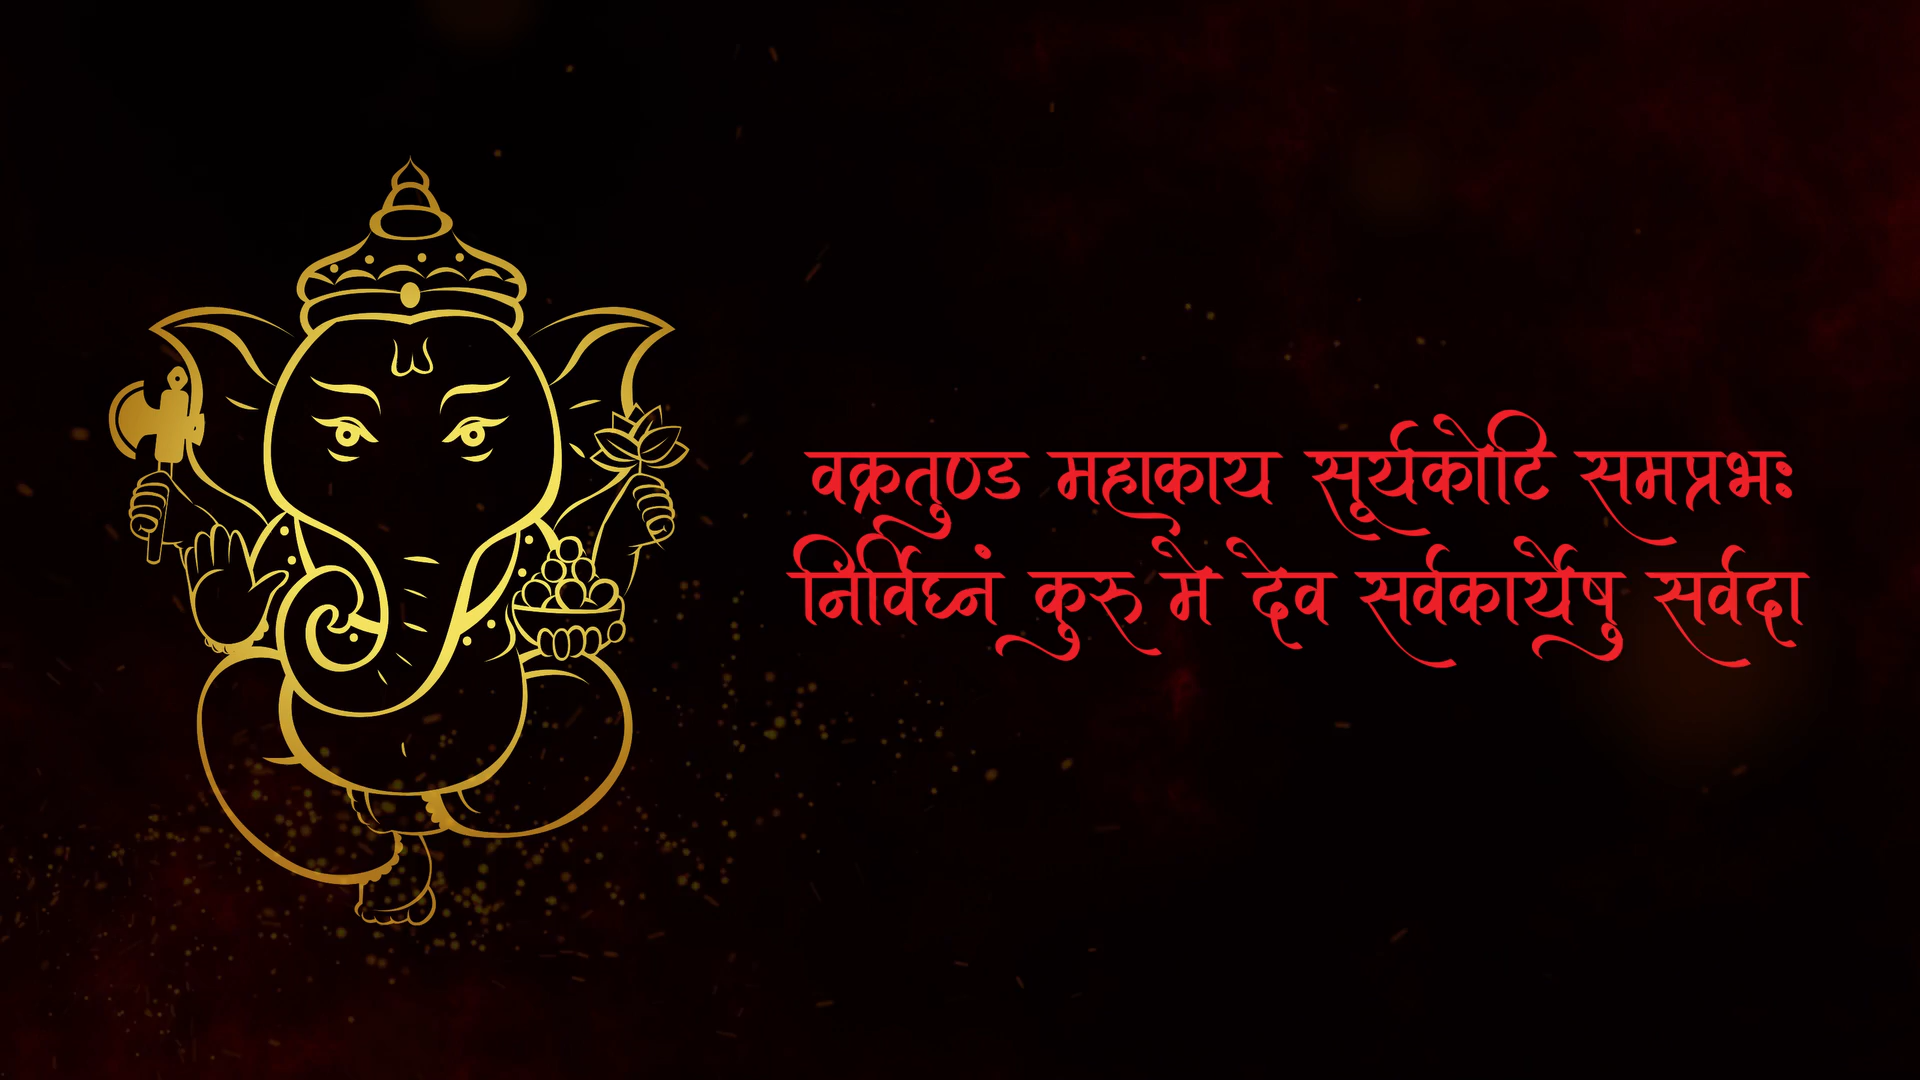 वक्रतुण्ड महाकाय सूर्यकोटि समप्रभः
निर्विघ्नं कुरु मे देव सर्वकार्येषु सर्वदा